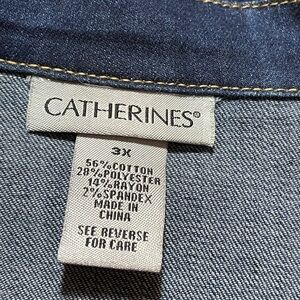 CATHERINES®
3X
56%COTTON
28%POLYESTER
14%RAYON
2%SPANDEX
MADE IN
CHINA
SEE REVERSE
FOR CARE